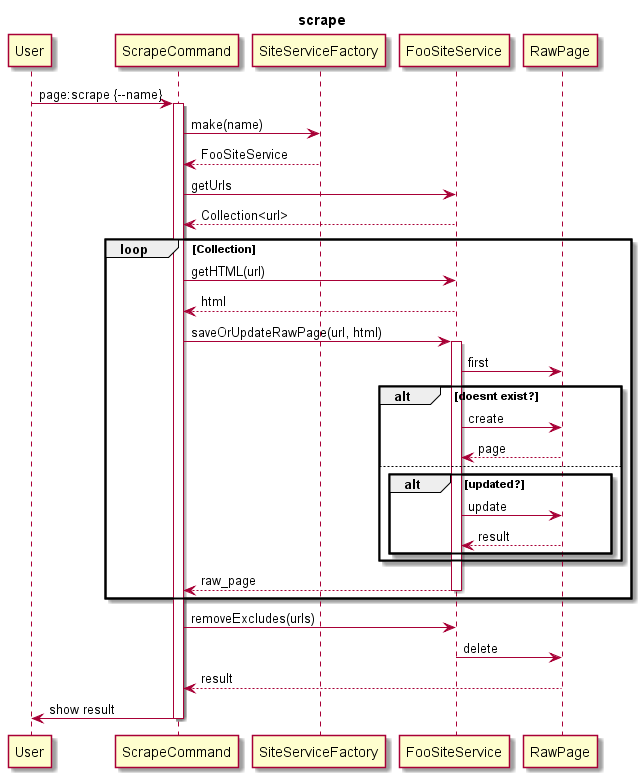 scrape
User ScrapeCommand SiteServiceFactory FooSiteService RawPage
page:scrape {--name}
make(name)
FooSiteService
getUrls
Collection<url>
loop [Collection]
getHTML(url)
html
saveOrUpdateRawPage(url, html)
first
alt [doesnt exist?]
create
page
alt [updated?]
update
result
raw_page
removeExcludes(urls)
delete
result
show result
User ScrapeCommand SiteServiceFactory FooSiteService RawPage